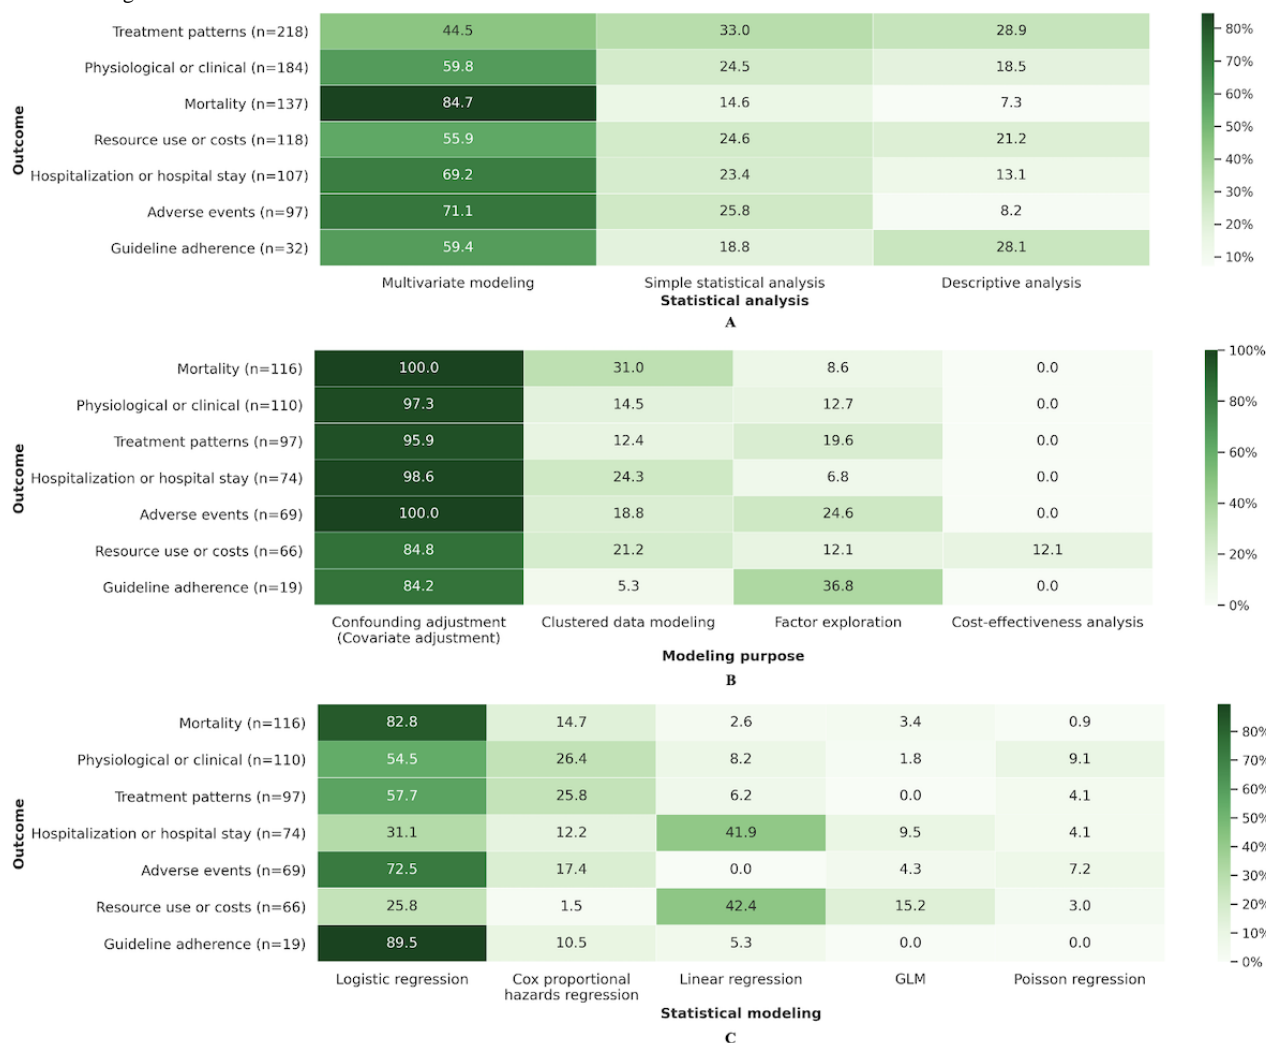 Treatment patterns (n=218) 44.5 33.0 28.9
Physiological or clinical (n=184) 59.8 24.5 18.5
Mortality (n=137) 84.7 14.6 7.3
Resource use or costs (n=118) 55.9 24.6 21.2
Hospitalization or hospital stay (n=107) 69.2 23.4 13.1
Adverse events (n=97) 71.1 25.8 8.2
Guideline adherence (n=32) 59.4 18.8 28.1
Outcome
Multivariate modeling Simple statistical analysis Descriptive analysis
Statistical analysis
80%
70%
60%
50%
40%
30%
20%
10%
A
Mortality (n=116) 100.0 31.0 8.6 0.0
Physiological or clinical (n=110) 97.3 14.5 12.7 0.0
Treatment patterns (n=97) 95.9 12.4 19.6 0.0
Hospitalization or hospital stay (n=74) 98.6 24.3 6.8 0.0
Adverse events (n=69) 100.0 18.8 24.6 0.0
Resource use or costs (n=66) 84.8 21.2 12.1 12.1
Guideline adherence (n=19) 84.2 5.3 36.8 0.0
Outcome
Confounding adjustment Clustered data modeling Factor exploration Cost-effectiveness analysis
(Covariate adjustment)
Modeling purpose
100%
80%
60%
40%
20%
0%
B
Mortality (n=116) 82.8 14.7 2.6 3.4 0.9
Physiological or clinical (n=110) 54.5 26.4 8.2 1.8 9.1
Treatment patterns (n=97) 57.7 25.8 6.2 0.0 4.1
Hospitalization or hospital stay (n=74) 31.1 12.2 41.9 9.5 4.1
Adverse events (n=69) 72.5 17.4 0.0 4.3 7.2
Resource use or costs (n=66) 25.8 1.5 42.4 15.2 3.0
Guideline adherence (n=19) 89.5 10.5 5.3 0.0 0.0
Outcome
Logistic regression Cox proportional Linear regression GLM Poisson regression
hazards regression
Statistical modeling
80%
70%
60%
50%
40%
30%
20%
10%
0%
C